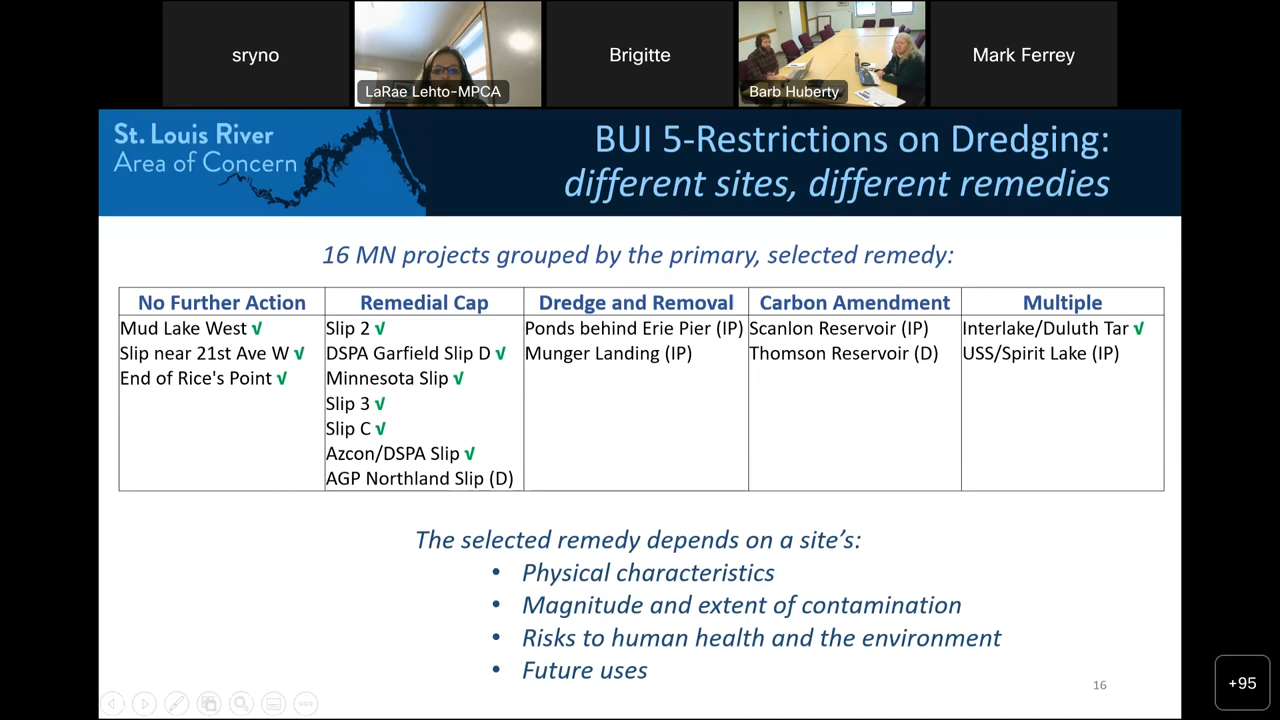 sryno
LaRae Lehto-MPCA
Brigitte
Barb Huberty
Mark Ferrey
St. Louis River
Area of Concern
BUI 5-Restrictions on Dredging:
different sites, different remedies
16 MN projects grouped by the primary, selected remedy:
No Further Action
Mud Lake West √
Slip near 21st Ave W √
End of Rice's Point √
Remedial Cap
Slip 2 √
DSPA Garfield Slip D √
Minnesota Slip √
Slip 3 √
Slip C √
Azcon/DSPA Slip √
AGP Northland Slip (D)
Dredge and Removal
Ponds behind Erie Pier (IP)
Munger Landing (IP)
Carbon Amendment
Scanlon Reservoir (IP)
Thomson Reservoir (D)
Multiple
Interlake/Duluth Tar √
USS/Spirit Lake (IP)
The selected remedy depends on a site's:
• Physical characteristics
• Magnitude and extent of contamination
• Risks to human health and the environment
• Future uses
16
+95